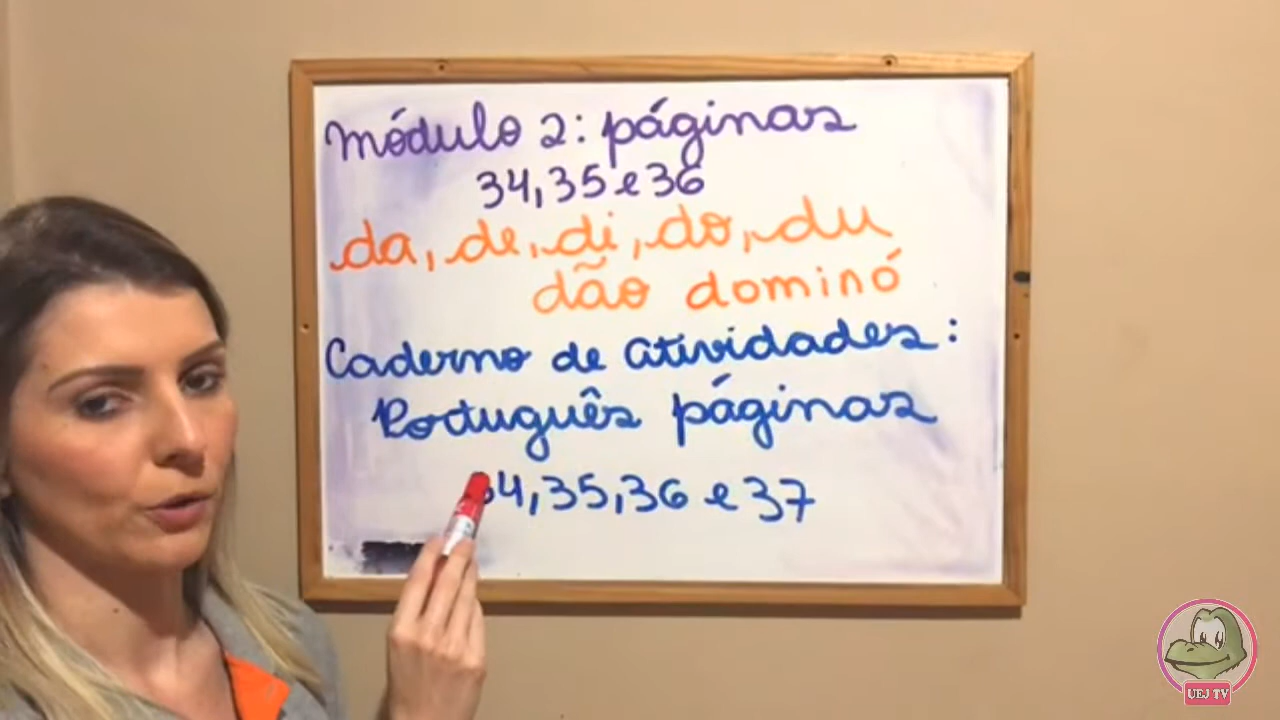 Módulo 2: páginas
34, 35 e 36
da, de, di, do, du
dão dominó
Caderno de atividades:
Português páginas
34, 35, 36 e 37
UEJ TV